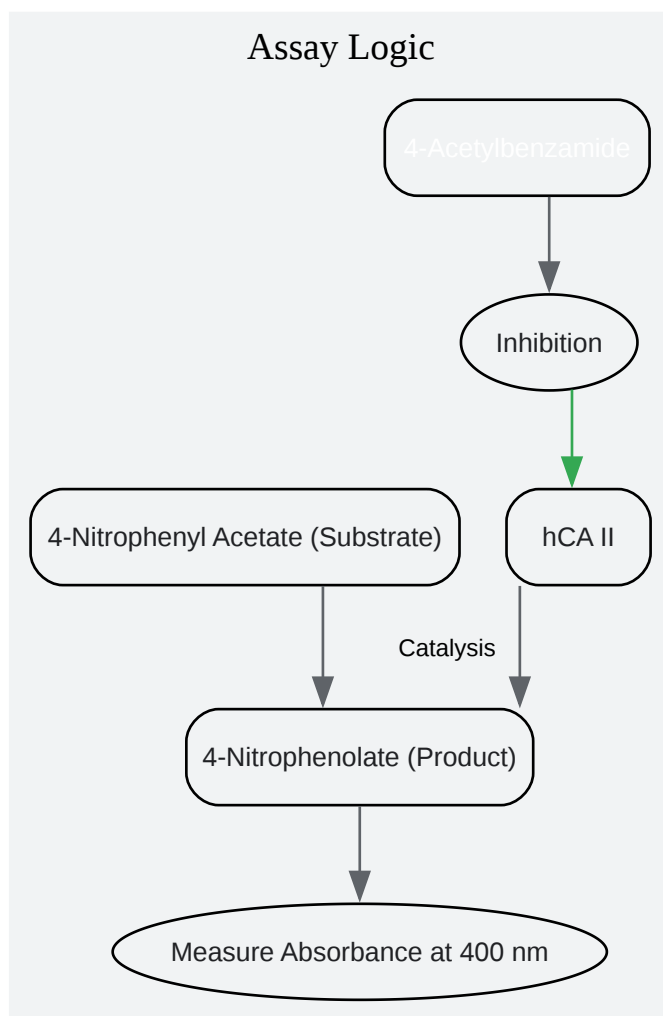 Assay Logic
4-Acetylbenzamide
Inhibition
4-Nitrophenyl Acetate (Substrate)
hCA II
Catalysis
4-Nitrophenolate (Product)
Measure Absorbance at 400 nm